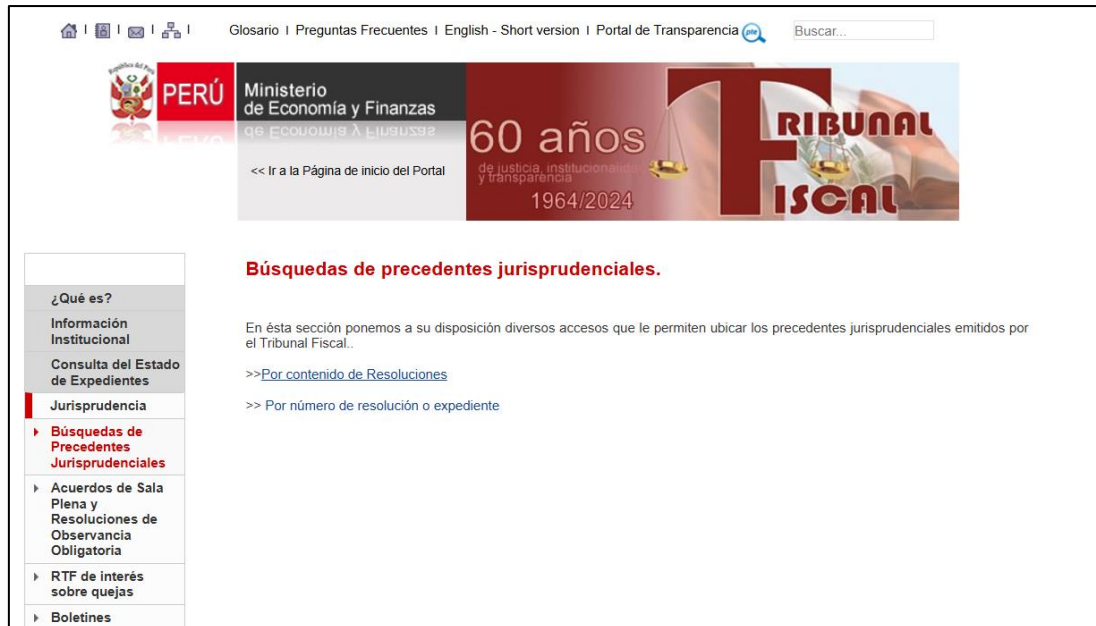 Glosario I Preguntas Frecuentes I English - Short version I Portal de Transparencia pte
Buscar...
República del Perú
PERÚ
Ministerio
de Economía y Finanzas
<< Ir a la Página de inicio del Portal
60 años
de justicia, institucionalidad
y transparencia
1964/2024
TRIBUNAL
FISCAL
¿Qué es?
Información
Institucional
Consulta del Estado
de Expedientes
Jurisprudencia
Búsquedas de
Precedentes
Jurisprudenciales
Acuerdos de Sala
Plena y
Resoluciones de
Observancia
Obligatoria
RTF de interés
sobre quejas
Boletines
Búsquedas de precedentes jurisprudenciales.
En ésta sección ponemos a su disposición diversos accesos que le permiten ubicar los precedentes jurisprudenciales emitidos por
el Tribunal Fiscal..
>>Por contenido de Resoluciones
>> Por número de resolución o expediente